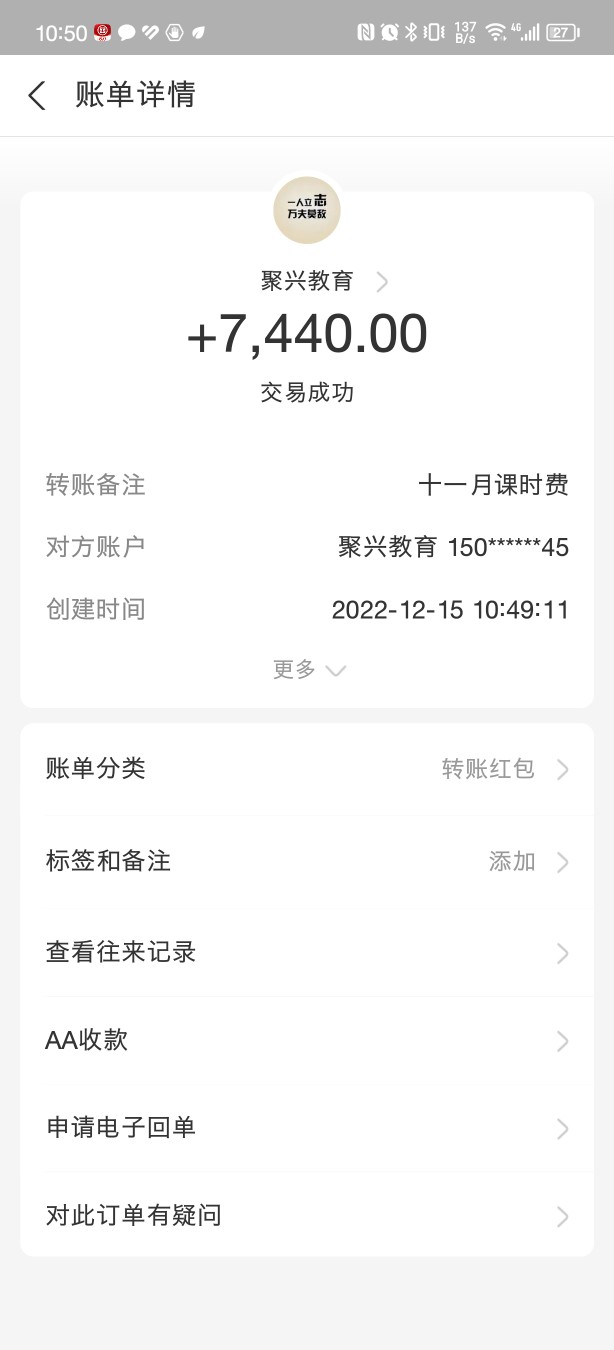 10:50
137 B/s
4G
27
账单详情
一人立志
万夫莫敌
聚兴教育
+7,440.00
交易成功
转账备注 十一月课时费
对方账户 聚兴教育 150******45
创建时间 2022-12-15 10:49:11
更多
账单分类 转账红包
标签和备注 添加
查看往来记录
AA收款
申请电子回单
对此订单有疑问